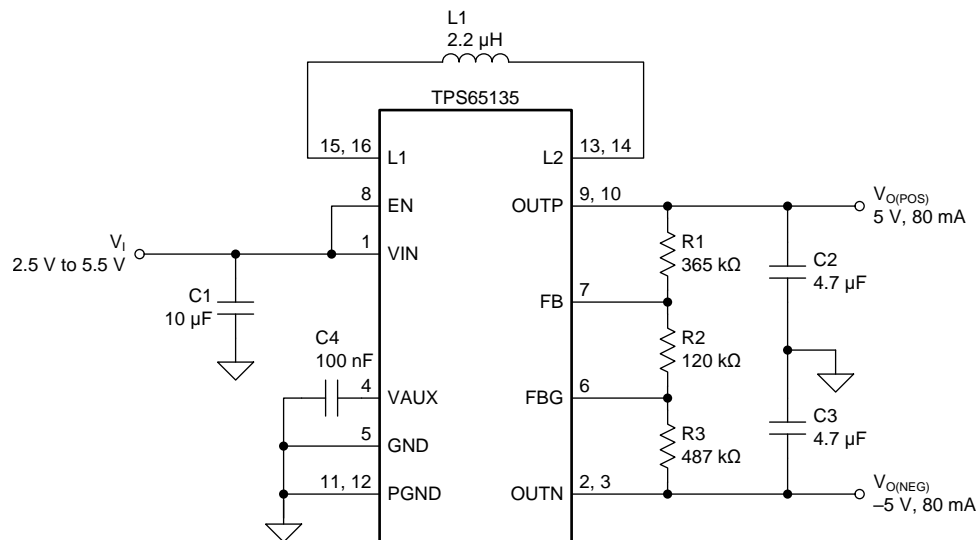 L1
2.2 µH
TPS65135
15, 16
L1
L2
13, 14
8
EN
OUTP
9, 10
V_O(POS)
5 V, 80 mA
V_I
2.5 V to 5.5 V
1
VIN
R1
365 kΩ
C2
4.7 µF
C1
10 µF
FB
7
C4
100 nF
R2
120 kΩ
4
VAUX
FBG
6
5
GND
R3
487 kΩ
C3
4.7 µF
11, 12
PGND
OUTN
2, 3
V_O(NEG)
–5 V, 80 mA